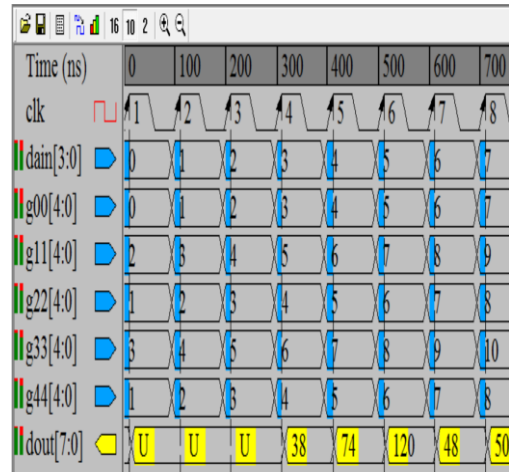 16 10 2
Time (ns) 0 100 200 300 400 500 600 700
clk 1 2 3 4 5 6 7 8
dain[3:0] 0 1 2 3 4 5 6 7
g00[4:0] 0 1 2 3 4 5 6 7
g11[4:0] 2 3 4 5 6 7 8 9
g22[4:0] 1 2 3 4 5 6 7 8
g33[4:0] 3 4 5 6 7 8 9 10
g44[4:0] 1 2 3 4 5 6 7 8
dout[7:0] U U U 38 74 120 48 50